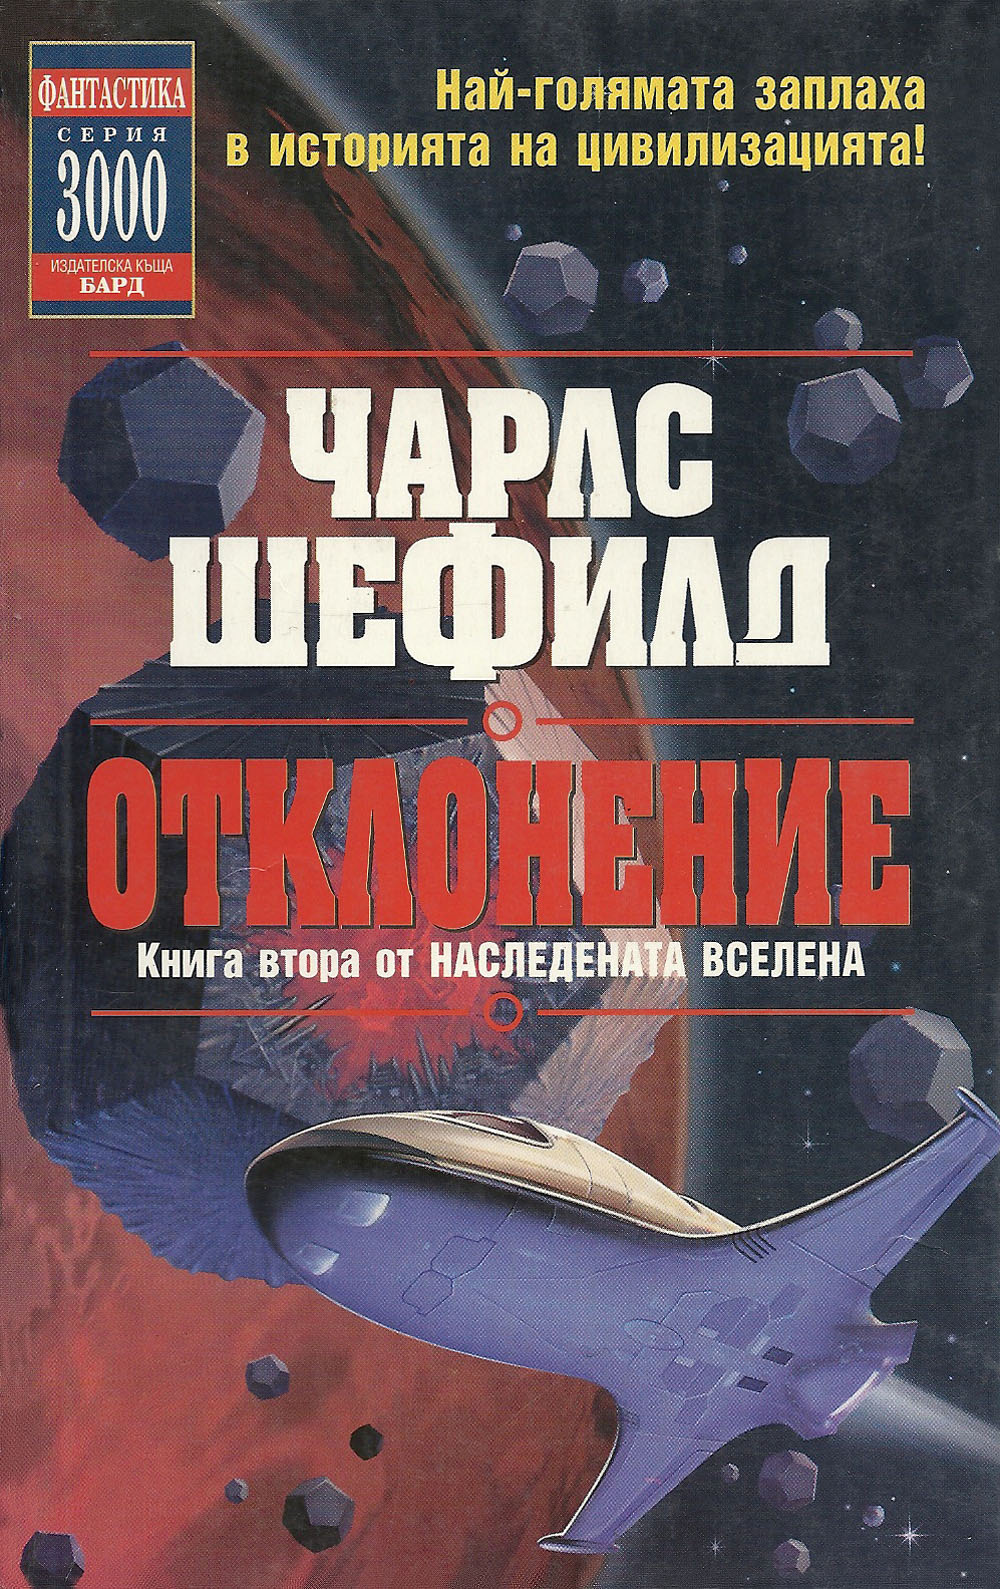 ФАНТАСТИКА
СЕРИЯ
3000
ИЗДАТЕЛСКА КЪЩА
БАРД
Най-голямата заплаха
в историята на цивилизацията!
ЧАРЛС
ШЕФИЛД
ОТКЛОНЕНИЕ
Книга втора от НАСЛЕДЕНАТА ВСЕЛЕНА